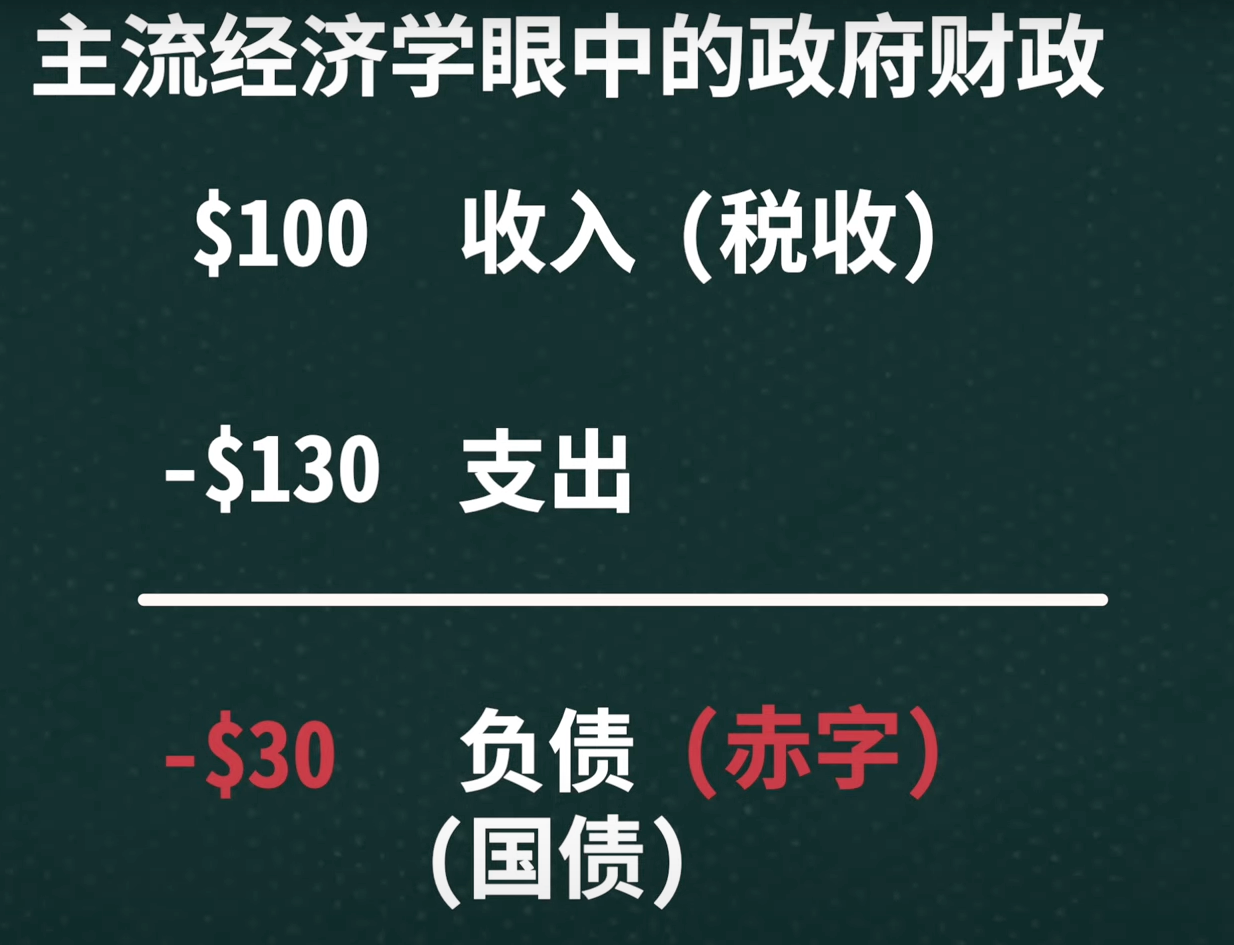 主流经济学眼中的政府财政
$100 收入（税收）
-$130 支出
-$30 负债（赤字）
（国债）